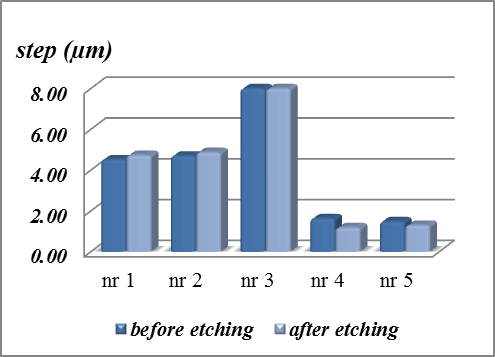 step (µm)
8.00
6.00
4.00
2.00
0.00
nr 1 nr 2 nr 3 nr 4 nr 5
before etching after etching